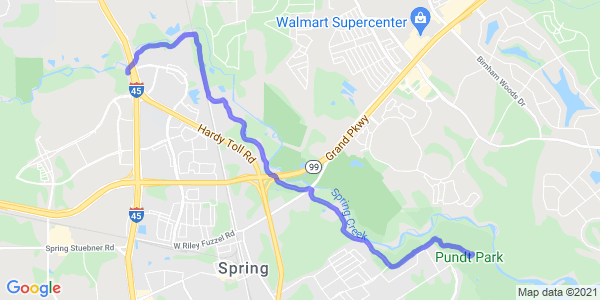 Walmart Supercenter
Birnham Woods Dr
45
Hardy Toll Rd
Grand Pkwy
99
Spring Creek
45
W Riley Fuzzel Rd
Spring Stuebner Rd
Spring
Pundt Park
Google
Map data ©2021